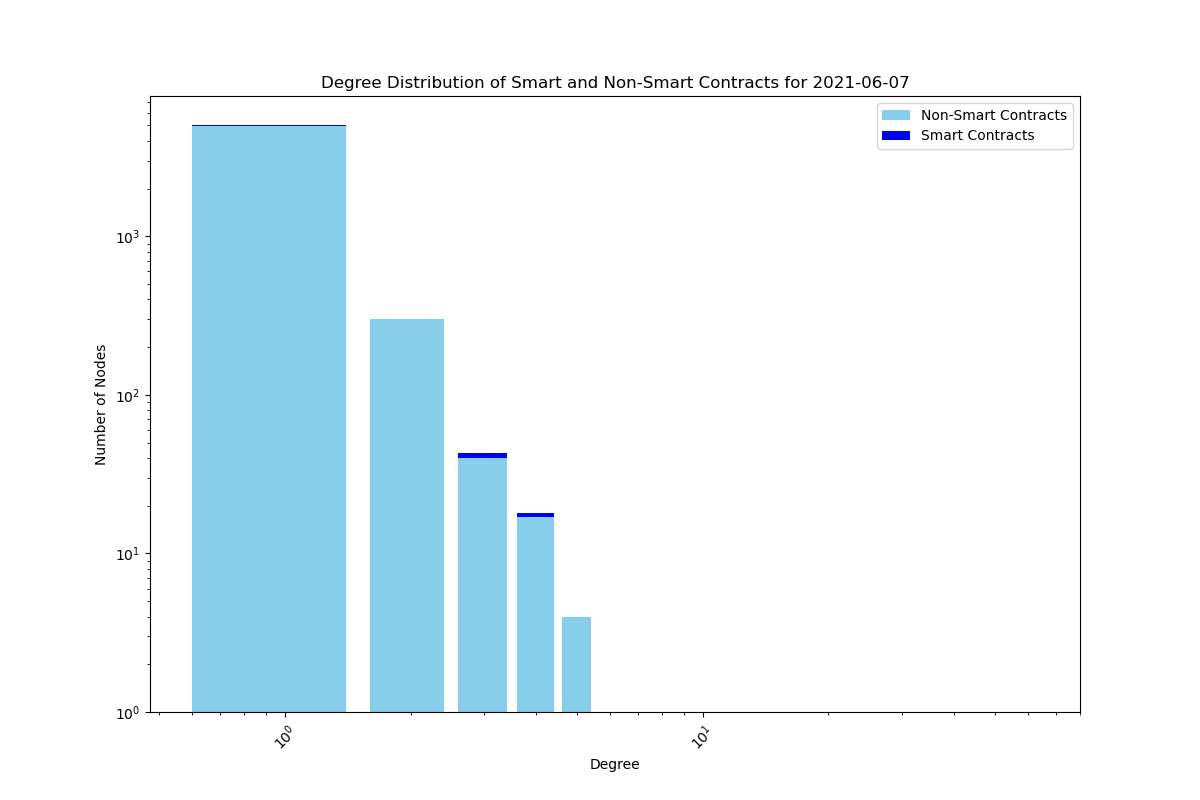 Degree Distribution of Smart and Non-Smart Contracts for 2021-06-07
Non-Smart Contracts
Smart Contracts
Number of Nodes
10³
10²
10¹
10⁰
10⁰
10¹
Degree